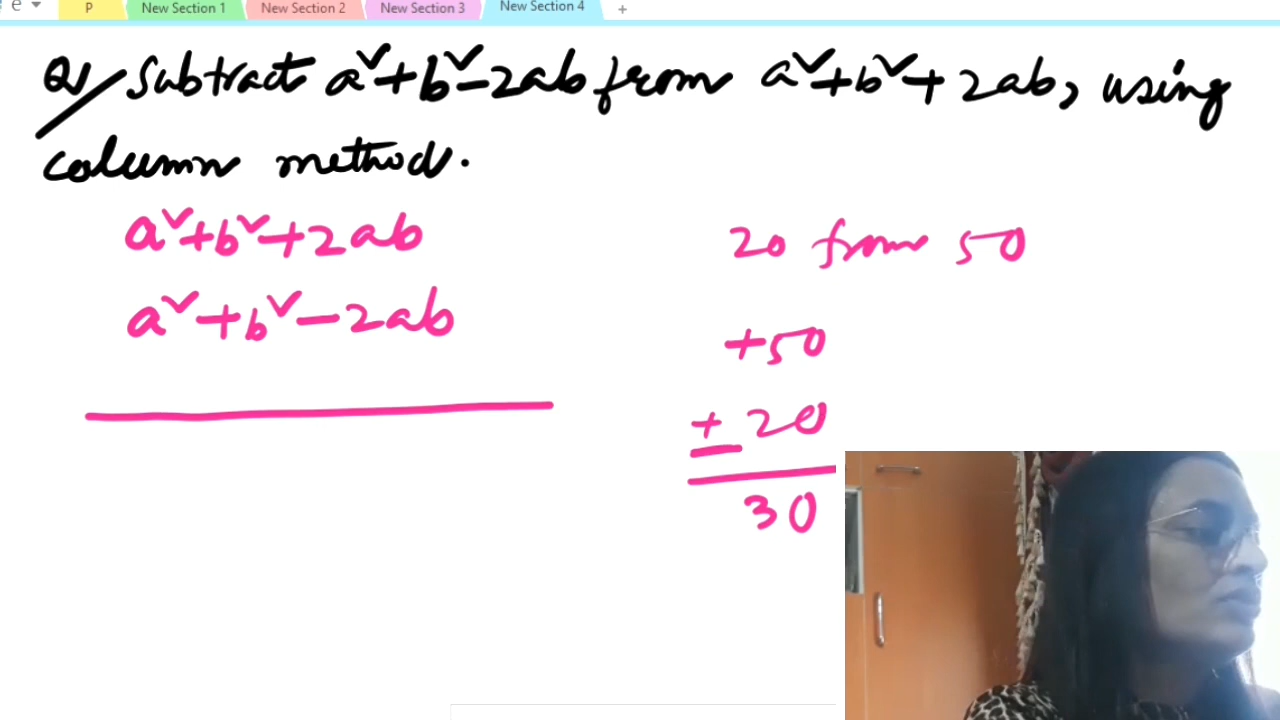 e P New Section 1 New Section 2 New Section 3 New Section 4 +
Q1/ Subtract a²+b²-2ab from a²+b²+2ab, using
column method.
a²+b²+2ab
20 from 50
a²+b²-2ab
+50
± 20
30